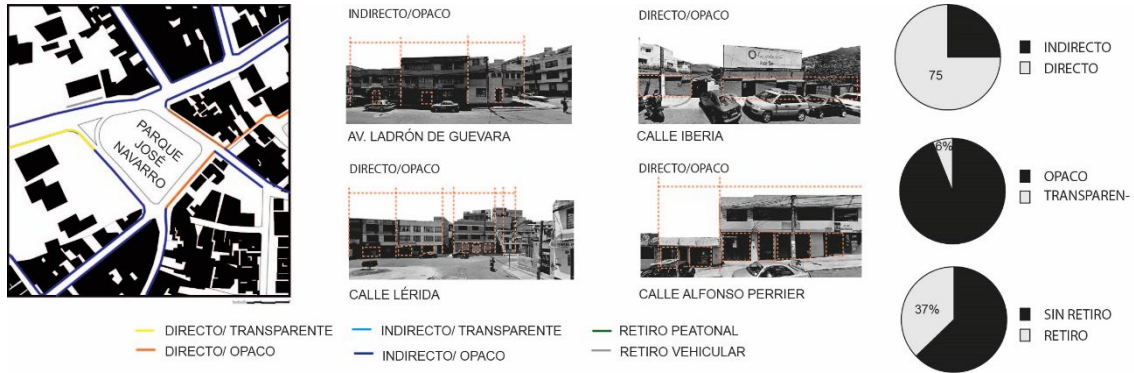 PARQUE
JOSÉ
NAVARRO
INDIRECTO/OPACO
AV. LADRÓN DE GUEVARA
DIRECTO/OPACO
CALLE IBERIA
DIRECTO/OPACO
CALLE LÉRIDA
DIRECTO/OPACO
CALLE ALFONSO PERRIER
75
INDIRECTO
DIRECTO
6%
OPACO
TRANSPAREN-
37%
SIN RETIRO
RETIRO
DIRECTO/ TRANSPARENTE
DIRECTO/ OPACO
INDIRECTO/ TRANSPARENTE
INDIRECTO/ OPACO
RETIRO PEATONAL
RETIRO VEHICULAR